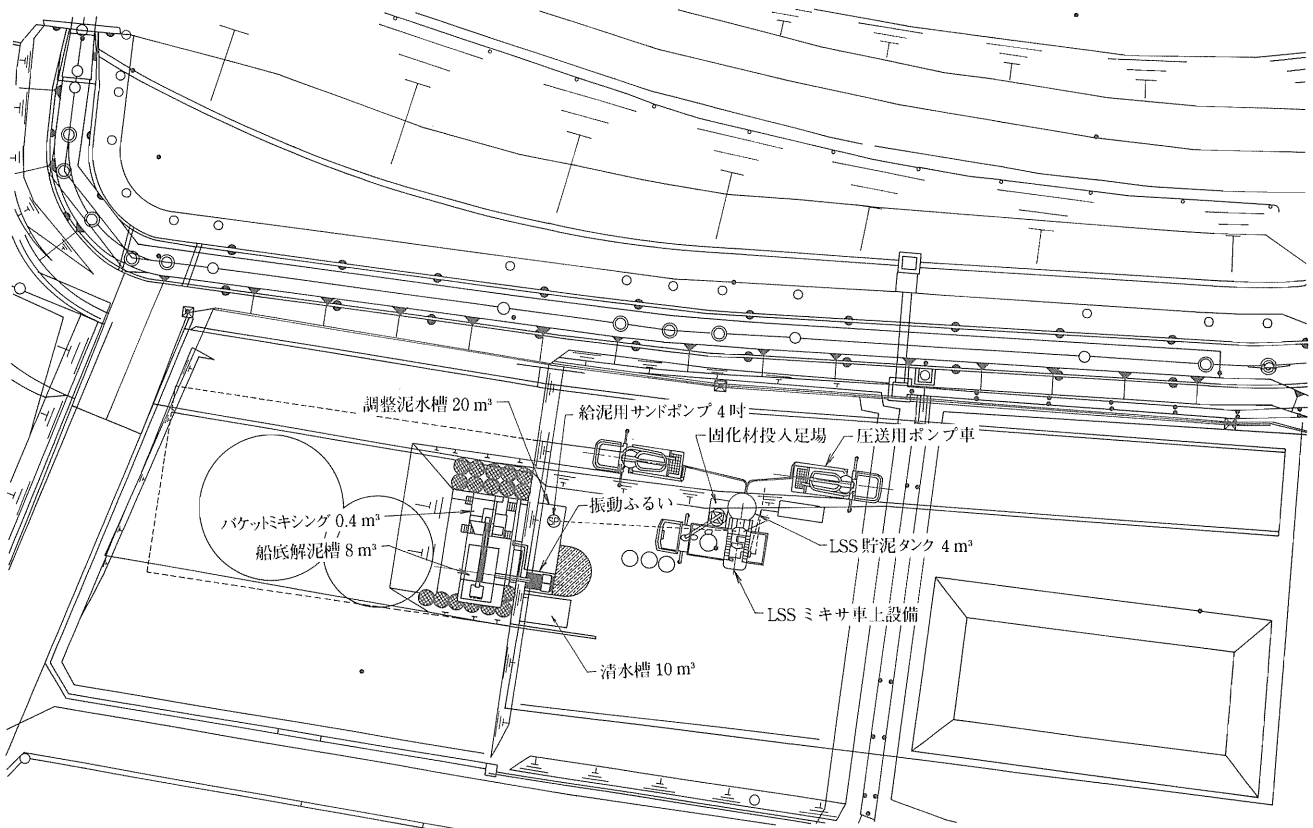 調整泥水槽 20 m³
給泥用サンドポンプ 4吋
固化材投入足場
圧送用ポンプ車
振動ふるい
バケットミキシング 0.4 m³
船底解泥槽 8 m³
LSS 貯泥タンク 4 m³
LSS ミキサ車上設備
清水槽 10 m³